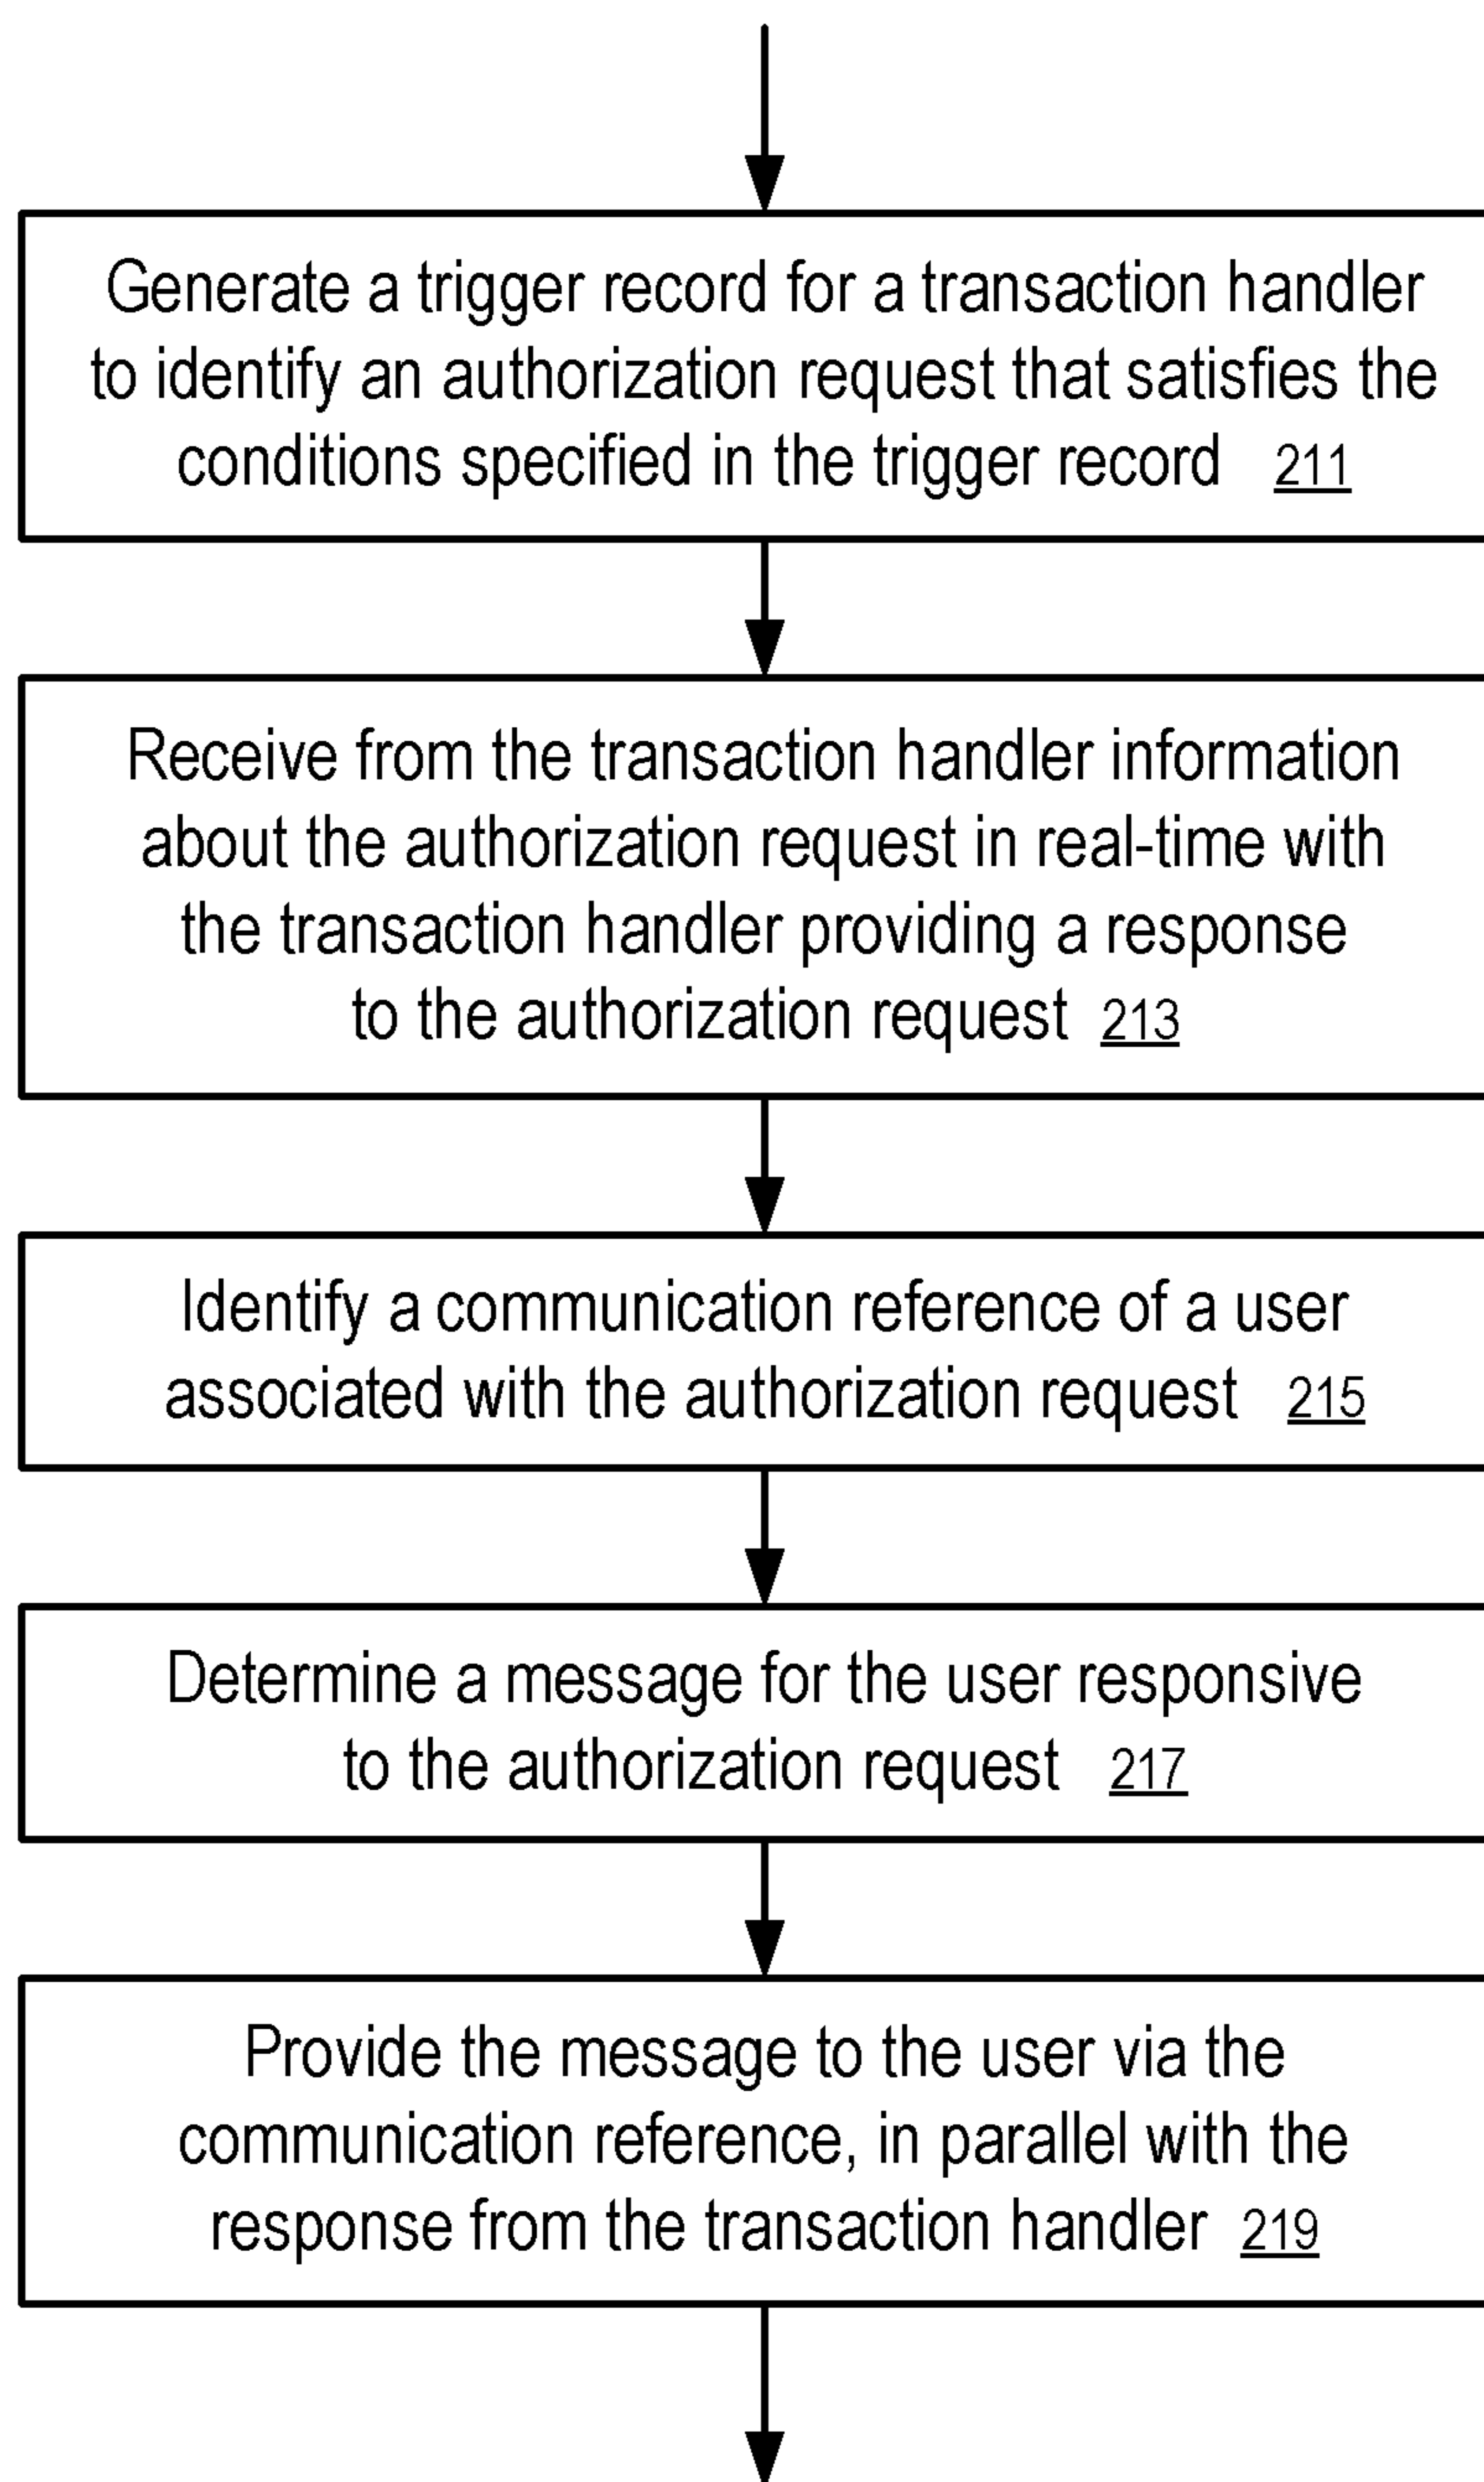 Generate a trigger record for a transaction handler
to identify an authorization request that satisfies the
conditions specified in the trigger record 211
Receive from the transaction handler information
about the authorization request in real-time with
the transaction handler providing a response
to the authorization request 213
Identify a communication reference of a user
associated with the authorization request 215
Determine a message for the user responsive
to the authorization request 217
Provide the message to the user via the
communication reference, in parallel with the
response from the transaction handler 219